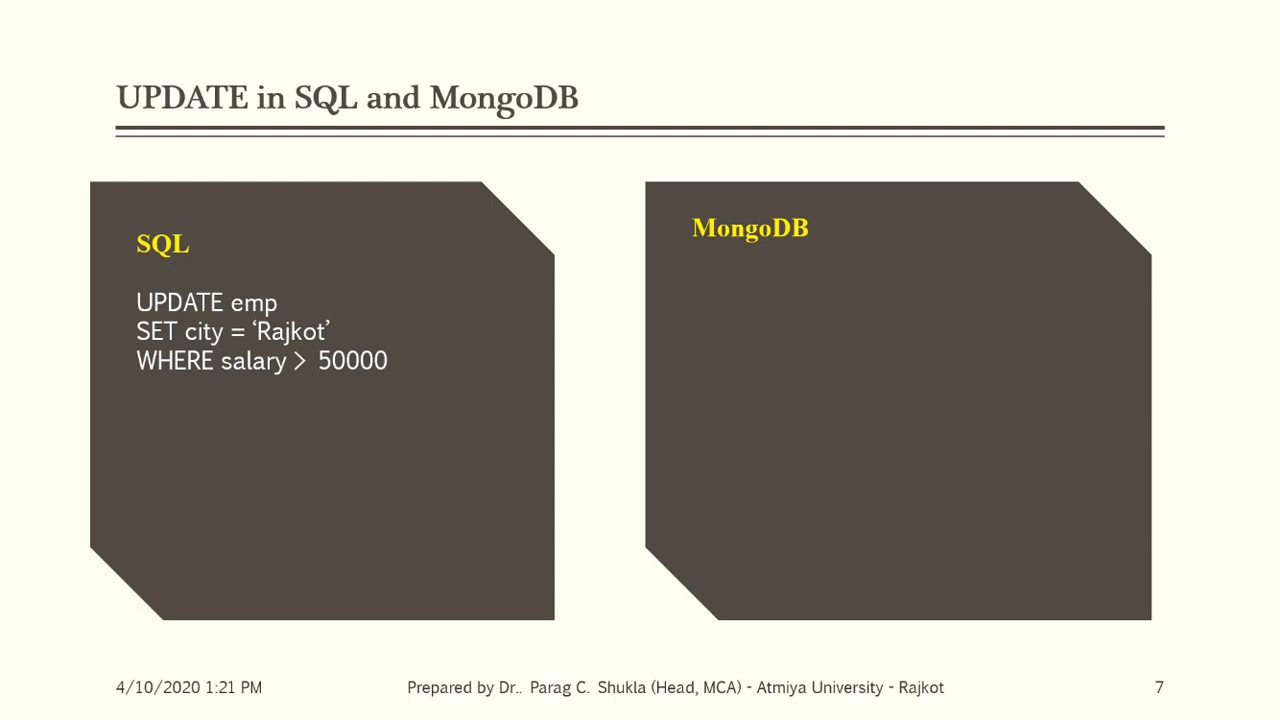 UPDATE in SQL and MongoDB
SQL
UPDATE emp
SET city = ‘Rajkot’
WHERE salary > 50000
MongoDB
4/10/2020 1:21 PM
Prepared by Dr.. Parag C. Shukla (Head, MCA) - Atmiya University - Rajkot
7